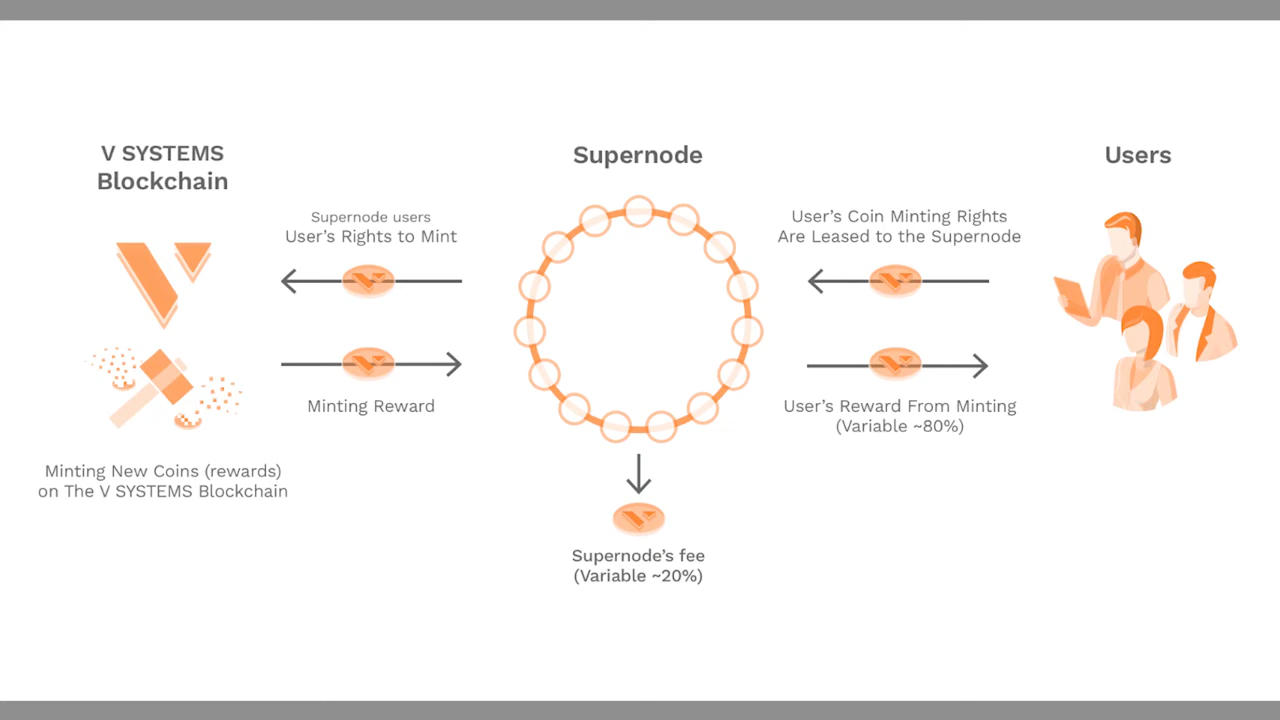 V SYSTEMS
Blockchain
Supernode users
User's Rights to Mint
Minting Reward
Minting New Coins (rewards)
on The V SYSTEMS Blockchain
Supernode
Supernode's fee
(Variable ~20%)
Users
User's Coin Minting Rights
Are Leased to the Supernode
User's Reward From Minting
(Variable ~80%)